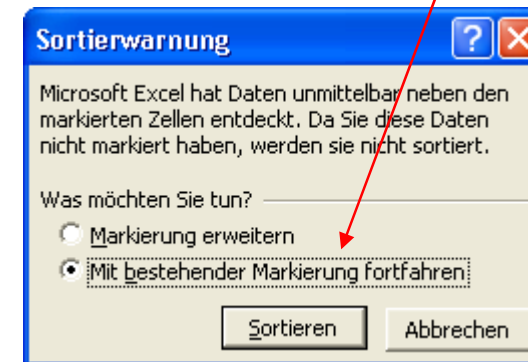 Sortierwarnung
Microsoft Excel hat Daten unmittelbar neben den
markierten Zellen entdeckt. Da Sie diese Daten
nicht markiert haben, werden sie nicht sortiert.
Was möchten Sie tun?
Markierung erweitern
Mit bestehender Markierung fortfahren
Sortieren Abbrechen